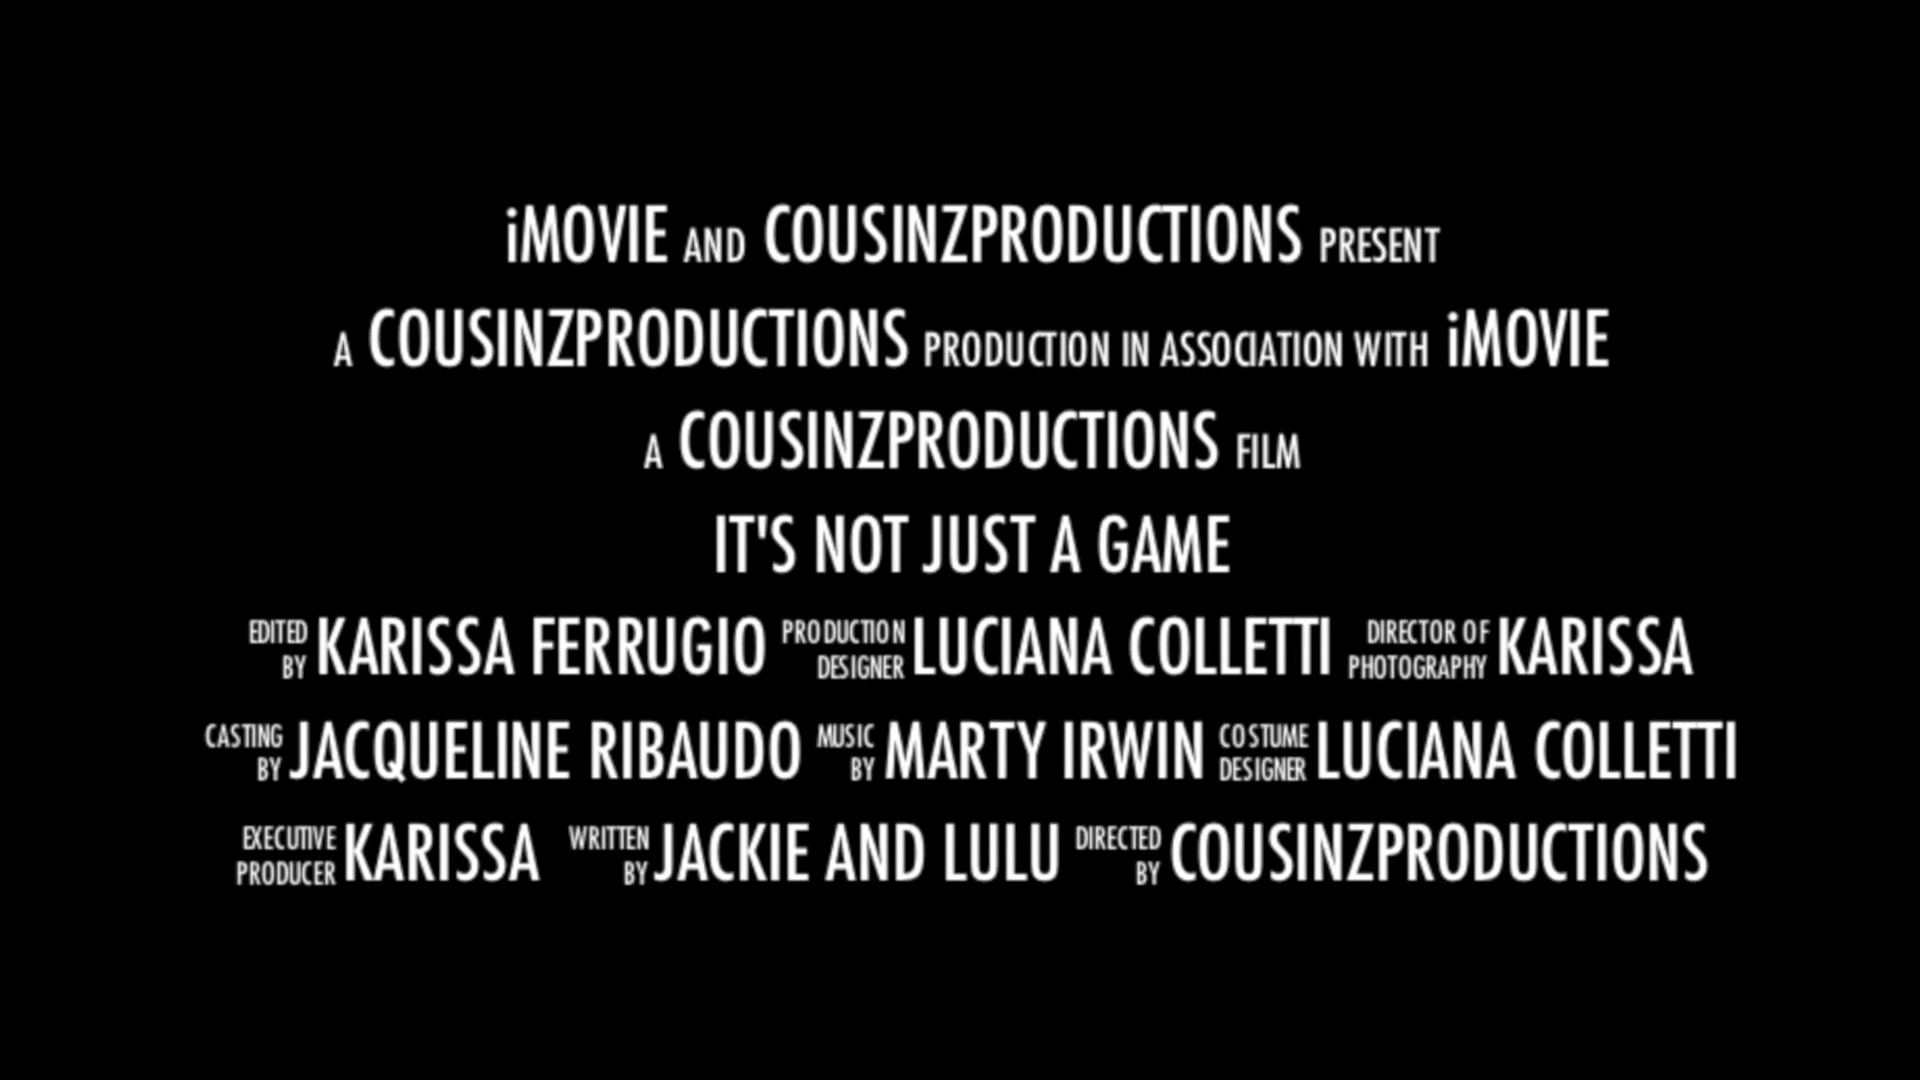 iMOVIE AND COUSINZPRODUCTIONS PRESENT
A COUSINZPRODUCTIONS PRODUCTION IN ASSOCIATION WITH iMOVIE
A COUSINZPRODUCTIONS FILM
IT'S NOT JUST A GAME
EDITED BY KARISSA FERRUGIO PRODUCTION DESIGNER LUCIANA COLLETTI DIRECTOR OF PHOTOGRAPHY KARISSA
CASTING BY JACQUELINE RIBAUDO MUSIC BY MARTY IRWIN COSTUME DESIGNER LUCIANA COLLETTI
EXECUTIVE PRODUCER KARISSA WRITTEN BY JACKIE AND LULU DIRECTED BY COUSINZPRODUCTIONS